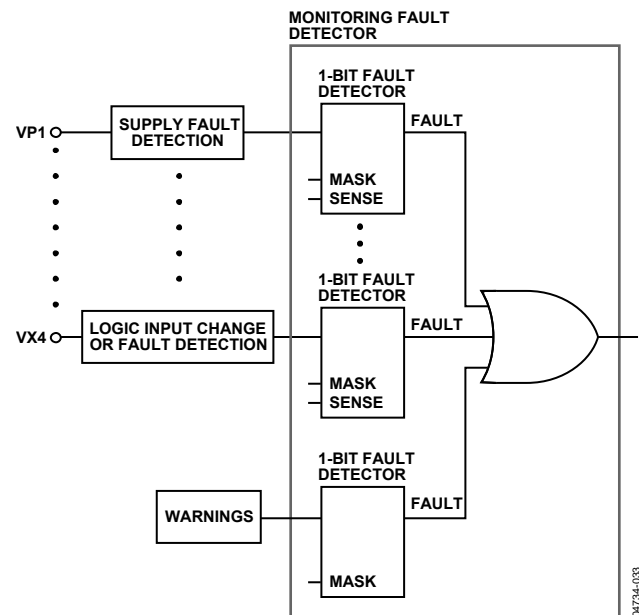 MONITORING FAULT
DETECTOR
1-BIT FAULT
DETECTOR
FAULT
VP1
SUPPLY FAULT
DETECTION
MASK
SENSE
1-BIT FAULT
DETECTOR
FAULT
VX4
LOGIC INPUT CHANGE
OR FAULT DETECTION
MASK
SENSE
1-BIT FAULT
DETECTOR
FAULT
WARNINGS
MASK
04734-033